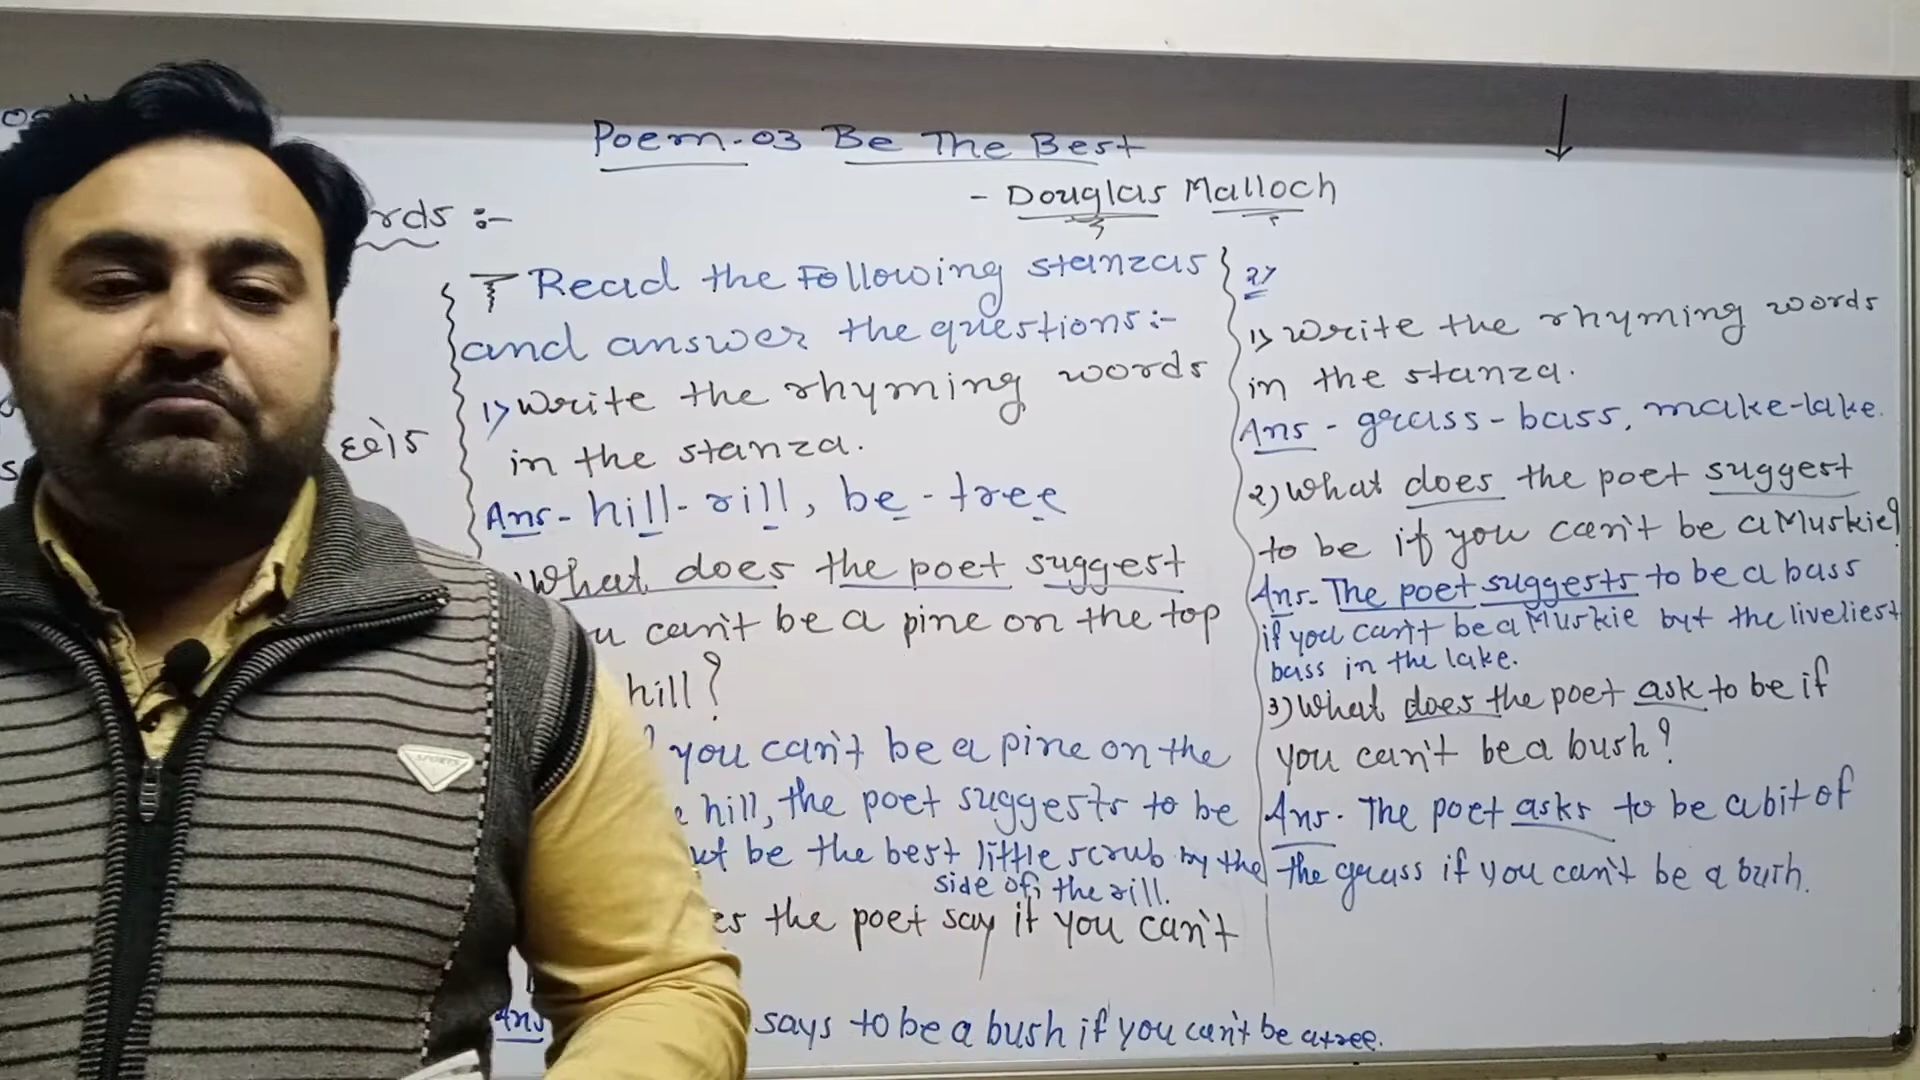 Poem-03 Be The Best
- Douglas Malloch
rds :-
Read the Following stanzas
and answer the questions:-
1) Write the rhyming words
in the stanza.
Ans- hill-rill, be-tree
What does the poet suggest
u can't be a pine on the top
hill?
you can't be a pine on the
e hill, the poet suggests to be
ut be the best little scrub by the
side of the rill.
es the poet say if you can't
Ans
says to be a bush if you can't be a tree.
2)
1) Write the rhyming words
in the stanza.
Ans - grass-bass, make-lake.
2) What does the poet suggest
to be if you can't be a Muskie?
Ans- The poet suggests to be a bass
if you can't be a Muskie but the liveliest
bass in the lake.
3) What does the poet ask to be if
you can't be a bush?
Ans- The poet asks to be a bit of
the grass if you can't be a bush.
SPORTS